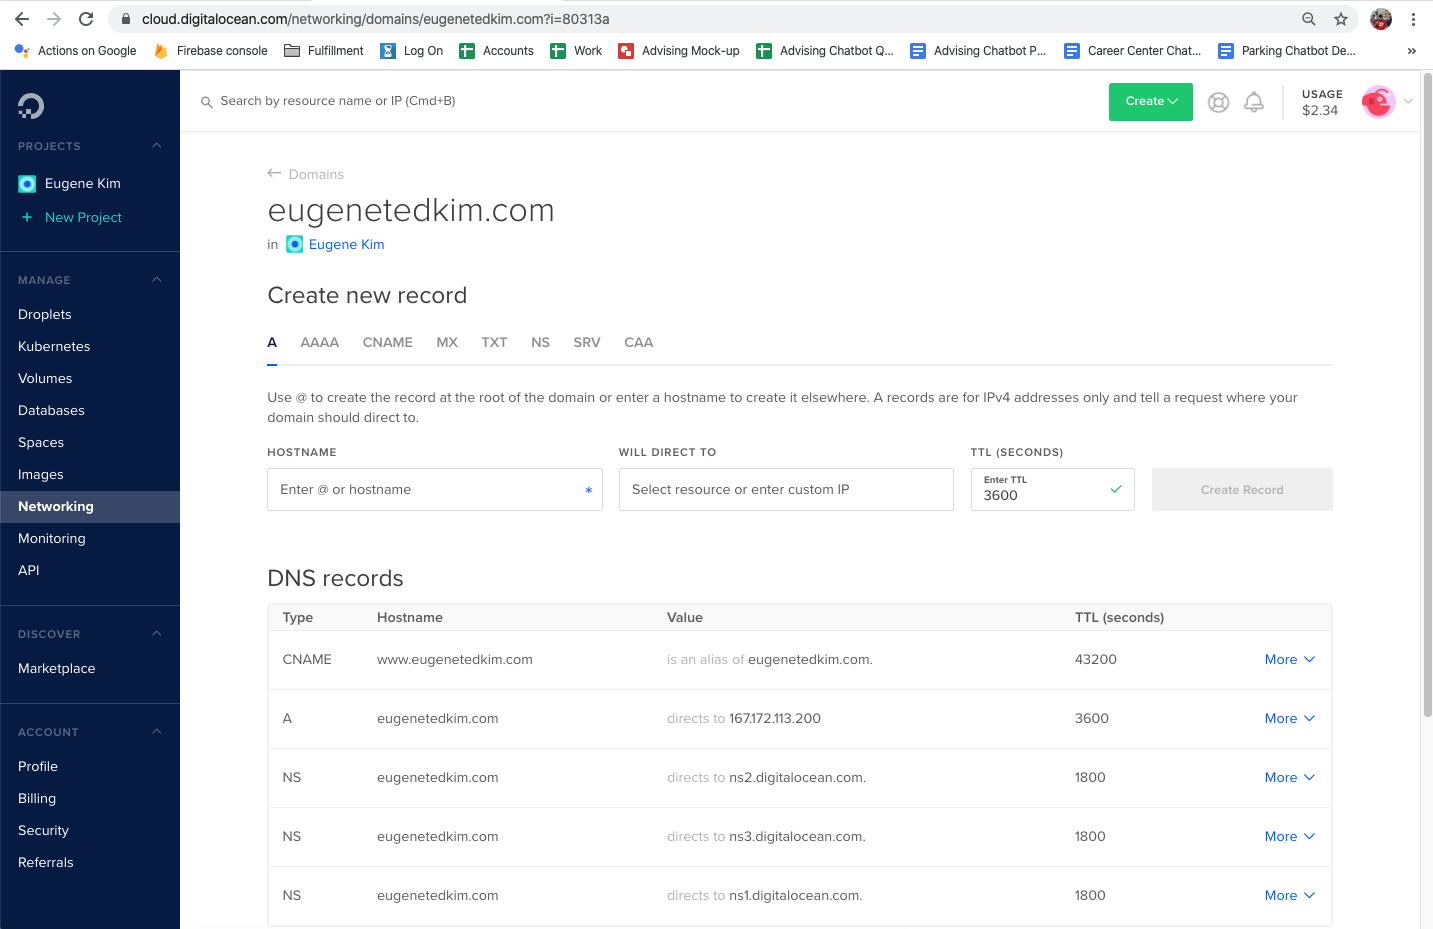 cloud.digitalocean.com/networking/domains/eugenetedkim.com?i=80313a
Actions on Google Firebase console Fulfillment Log On Accounts Work Advising Mock-up Advising Chatbot Q... Advising Chatbot P... Career Center Chat... Parking Chatbot De... »
Search by resource name or IP (Cmd+B)
Create
USAGE
$2.34
PROJECTS
Eugene Kim
+ New Project
MANAGE
Droplets
Kubernetes
Volumes
Databases
Spaces
Images
Networking
Monitoring
API
DISCOVER
Marketplace
ACCOUNT
Profile
Billing
Security
Referrals
← Domains
eugenetedkim.com
in Eugene Kim
Create new record
A AAAA CNAME MX TXT NS SRV CAA
Use @ to create the record at the root of the domain or enter a hostname to create it elsewhere. A records are for IPv4 addresses only and tell a request where your
domain should direct to.
HOSTNAME WILL DIRECT TO TTL (SECONDS)
Enter @ or hostname * Select resource or enter custom IP
Enter TTL
3600
Create Record
DNS records
Type Hostname Value TTL (seconds)
CNAME www.eugenetedkim.com is an alias of eugenetedkim.com. 43200 More
A eugenetedkim.com directs to 167.172.113.200 3600 More
NS eugenetedkim.com directs to ns2.digitalocean.com. 1800 More
NS eugenetedkim.com directs to ns3.digitalocean.com. 1800 More
NS eugenetedkim.com directs to ns1.digitalocean.com. 1800 More